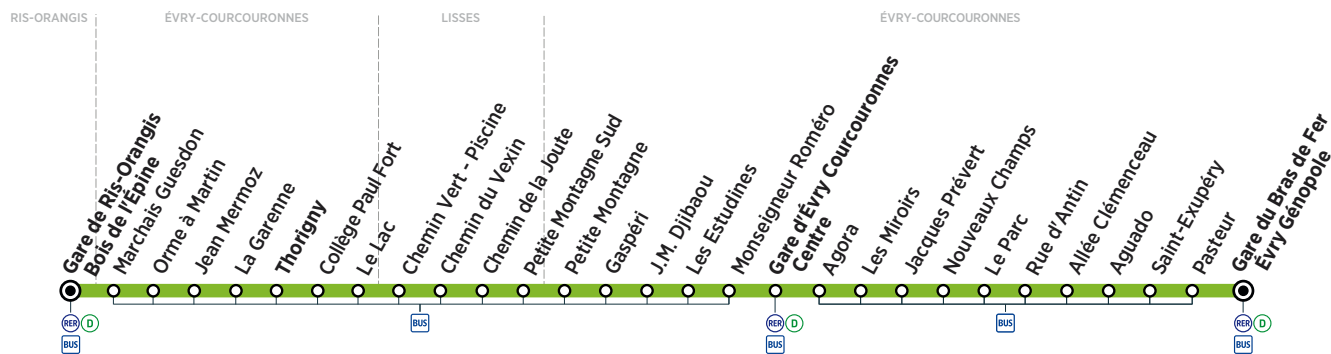 RIS-ORANGIS
ÉVRY-COURCOURONNES
LISSES
ÉVRY-COURCOURONNES
Gare de Ris-Orangis
Bois de l'Épine
Marchais Guesdon
Orme à Martin
Jean Mermoz
La Garenne
Thorigny
Collège Paul Fort
Le Lac
Chemin Vert - Piscine
Chemin du Vexin
Chemin de la Joute
Petite Montagne Sud
Petite Montagne
Gaspéri
J.M. Djibaou
Les Estudines
Monseigneur Roméro
Gare d'Évry Courcouronnes
Centre
Agora
Les Miroirs
Jacques Prévert
Nouveaux Champs
Le Parc
Rue d'Antin
Allée Clémenceau
Aguado
Saint-Exupéry
Pasteur
Gare du Bras de Fer
Évry Génopole
RER D
BUS
BUS
RER D
BUS
BUS
RER D
BUS